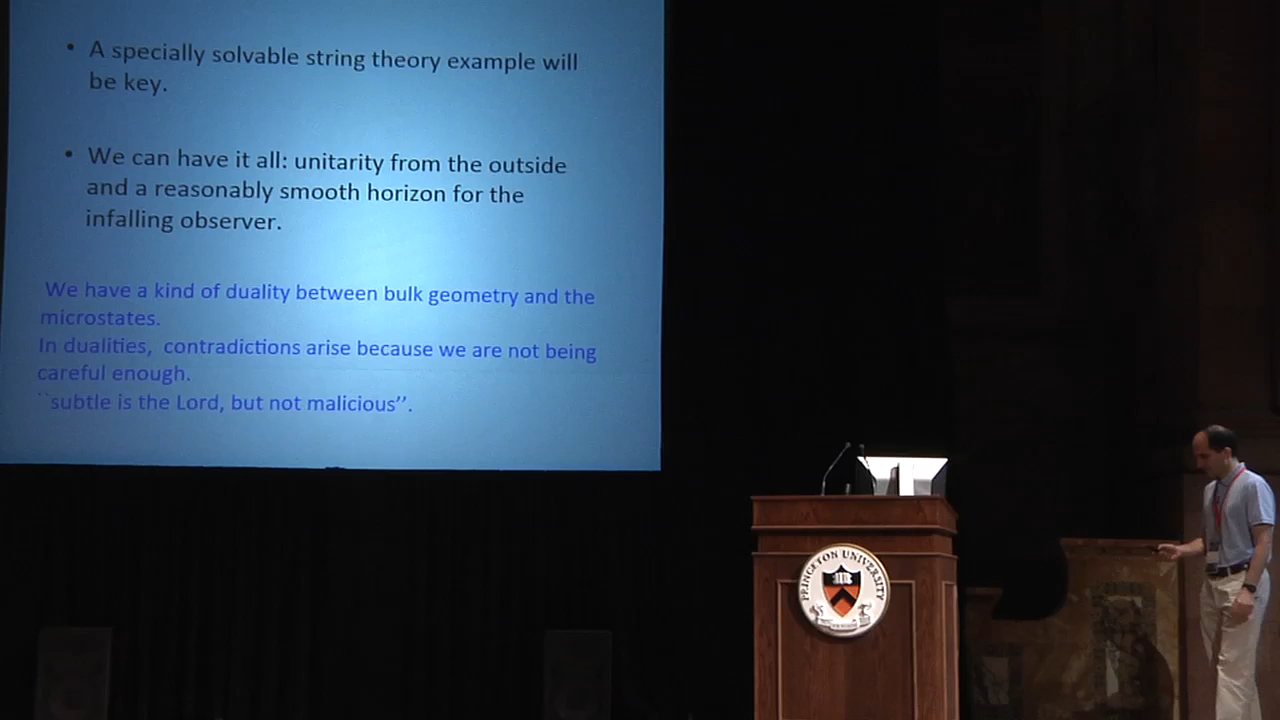 • A specially solvable string theory example will
be key.
• We can have it all: unitarity from the outside
and a reasonably smooth horizon for the
infalling observer.
We have a kind of duality between bulk geometry and the
microstates.
In dualities,  contradictions arise because we are not being
careful enough.
``subtle is the Lord, but not malicious’’.
PRINCETON UNIVERSITY